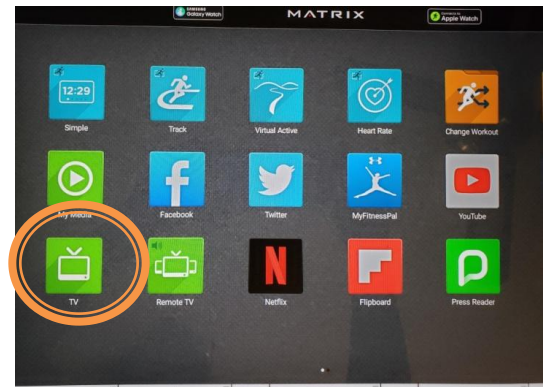 SAMSUNG
Galaxy Watch
MATRIX
Apple Watch
12:29
Simple
Track
Virtual Active
Heart Rate
Change Workout
My Media
Facebook
Twitter
MyFitnessPal
YouTube
TV
Remote TV
Netflix
Flipboard
Press Reader